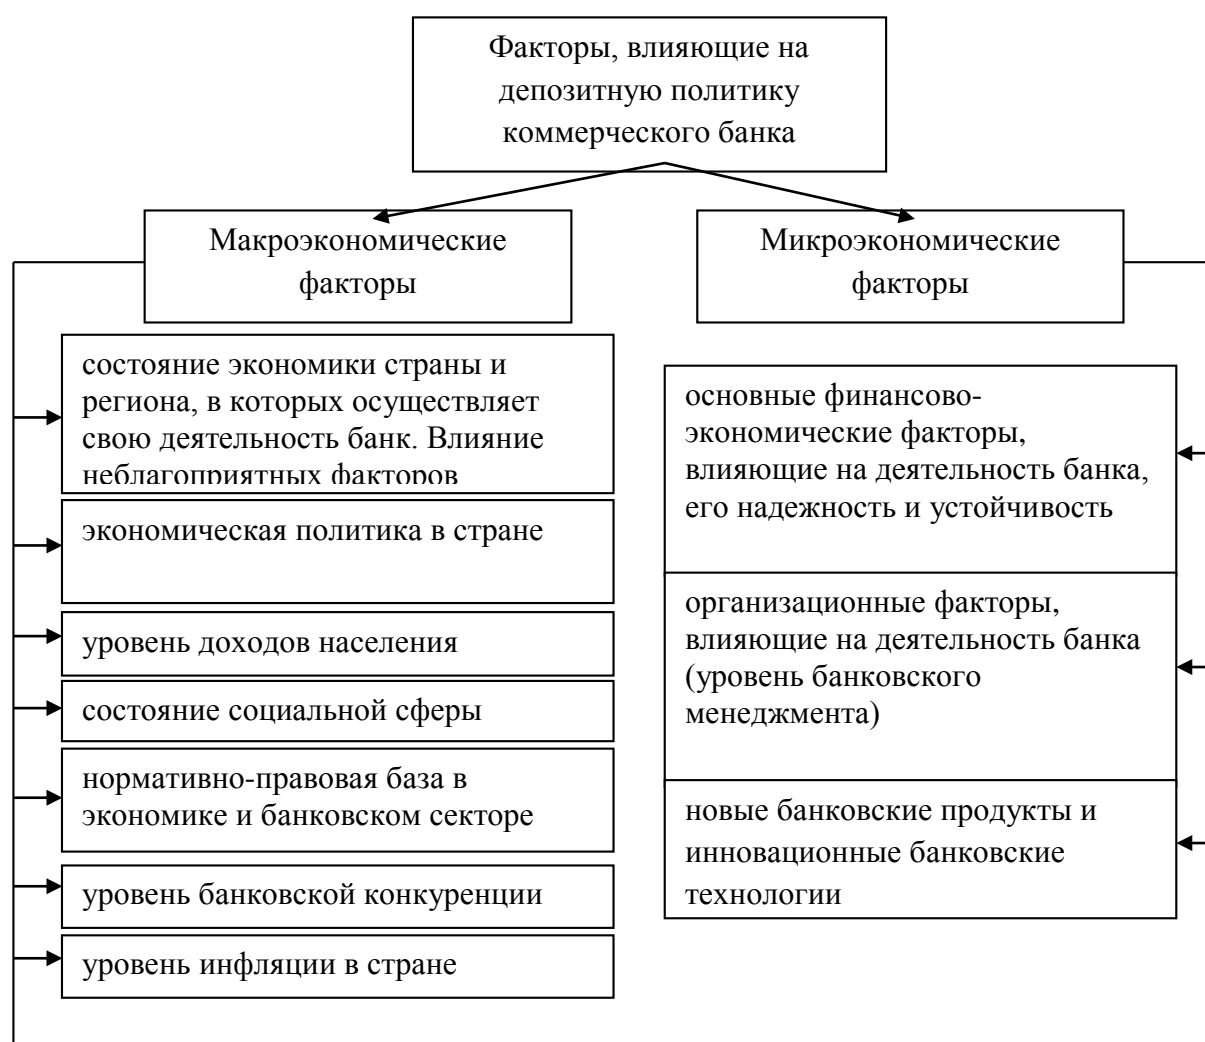 Факторы, влияющие на
депозитную политику
коммерческого банка
Макроэкономические
факторы
Микроэкономические
факторы
состояние экономики страны и
региона, в которых осуществляет
свою деятельность банк. Влияние
неблагоприятных факторов
экономическая политика в стране
уровень доходов населения
состояние социальной сферы
нормативно-правовая база в
экономике и банковском секторе
уровень банковской конкуренции
уровень инфляции в стране
основные финансово-
экономические факторы,
влияющие на деятельность банка,
его надежность и устойчивость
организационные факторы,
влияющие на деятельность банка
(уровень банковского
менеджмента)
новые банковские продукты и
инновационные банковские
технологии